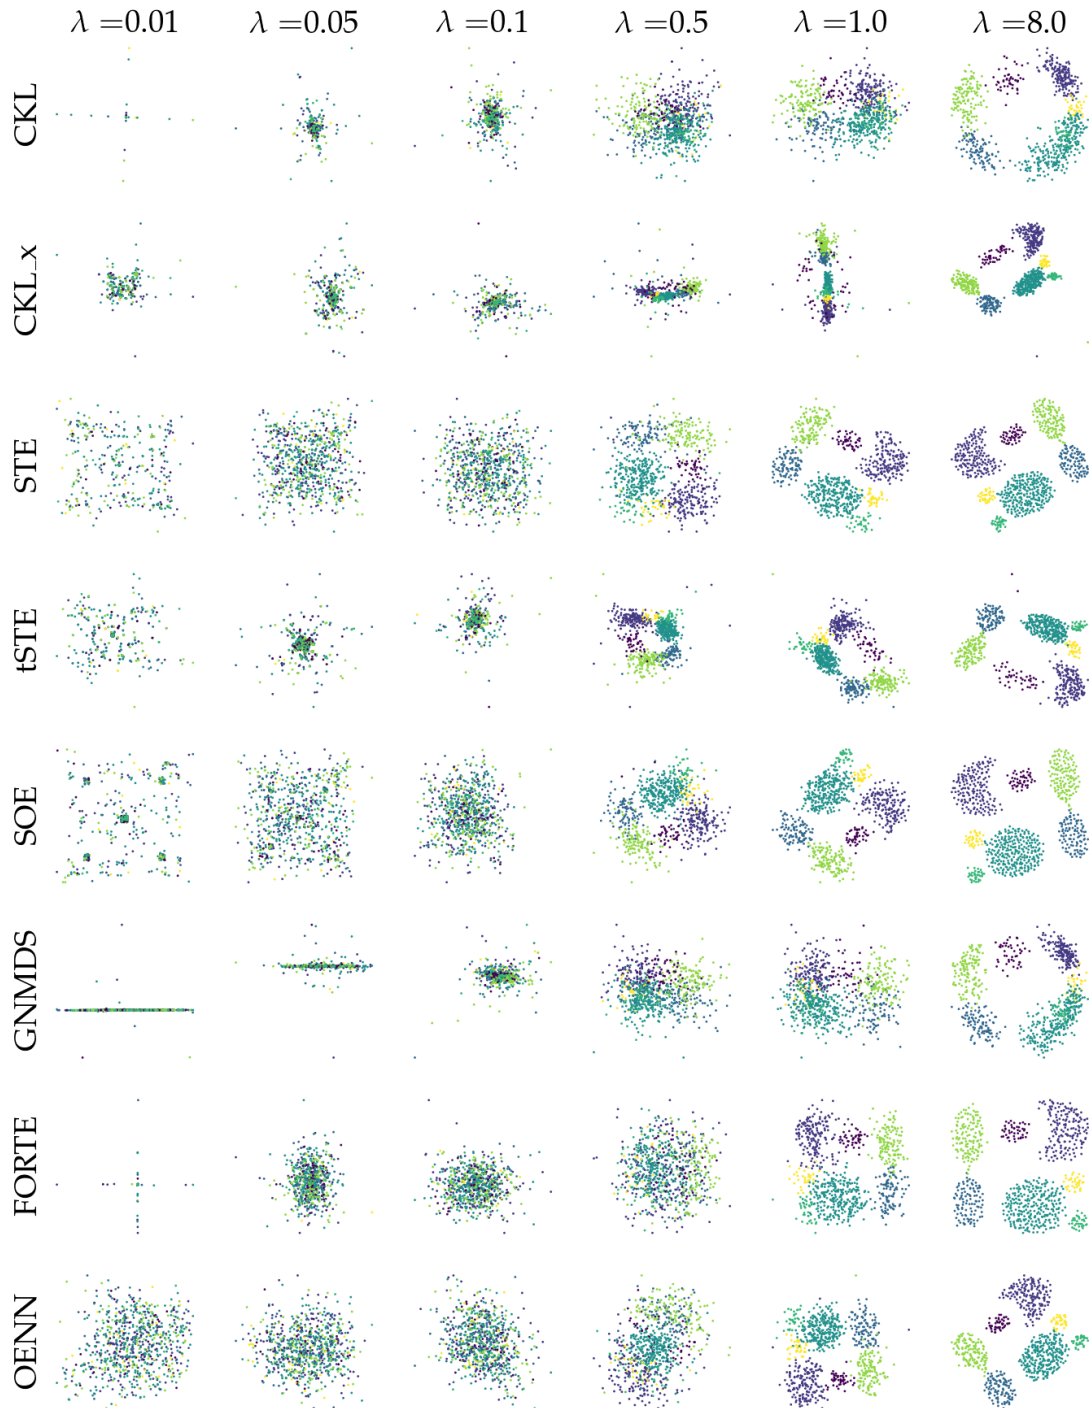 λ =0.01 λ =0.05 λ =0.1 λ =0.5 λ =1.0 λ =8.0
CKL
CKL_x
STE
tSTE
SOE
GNMDS
FORTE
OENN